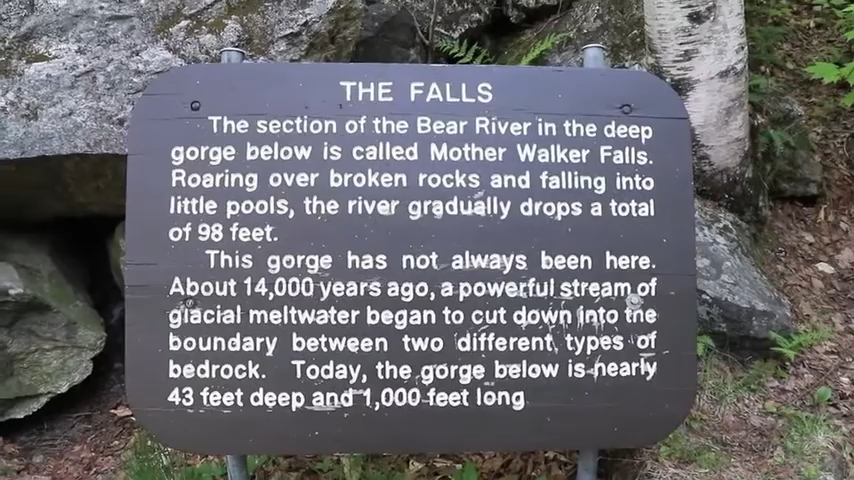 THE FALLS
The section of the Bear River in the deep
gorge below is called Mother Walker Falls.
Roaring over broken rocks and falling into
little pools, the river gradually drops a total
of 98 feet.
This gorge has not always been here.
About 14,000 years ago, a powerful stream of
glacial meltwater began to cut down into the
boundary between two different types of
bedrock. Today, the gorge below is nearly
43 feet deep and 1,000 feet long